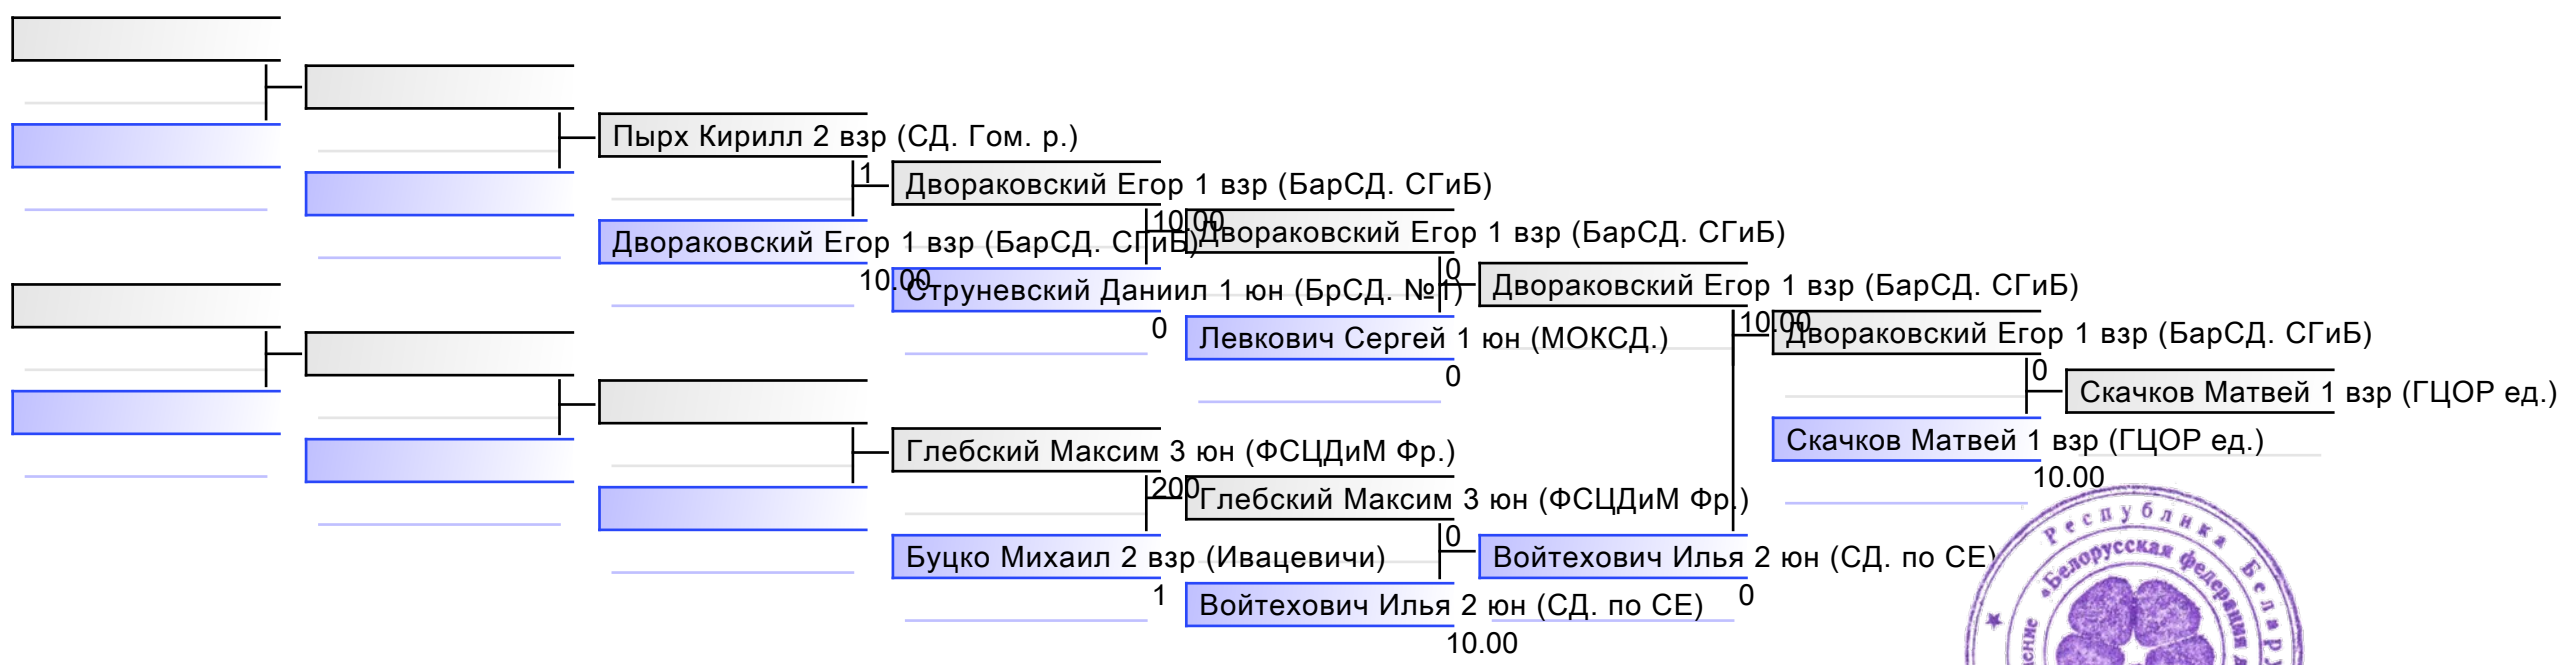 Пырх Кирилл 2 взр (СД. Гом. р.)
1
Двораковский Егор 1 взр (БарСД. СГиБ)
10.00
Двораковский Егор 1 взр (БарСД. СГиБ)
Двораковский Егор 1 взр (БарСД. СГиБ)
10.00
0
Двораковский Егор 1 взр (БарСД. СГиБ)
Струневский Даниил 1 юн (БрСД. №1)
0
10.00
Двораковский Егор 1 взр (БарСД. СГиБ)
Левкович Сергей 1 юн (МОКСД.)
0
0
Скачков Матвей 1 взр (ГЦОР ед.)
Скачков Матвей 1 взр (ГЦОР ед.)
10.00
Глебский Максим 3 юн (ФСЦДиМ Фр.)
200
Глебский Максим 3 юн (ФСЦДиМ Фр.)
0
Буцко Михаил 2 взр (Ивацевичи)
1
Войтехович Илья 2 юн (СД. по СЕ)
0
Войтехович Илья 2 юн (СД. по СЕ)
10.00
Республика Белару
«Белорусская федерация